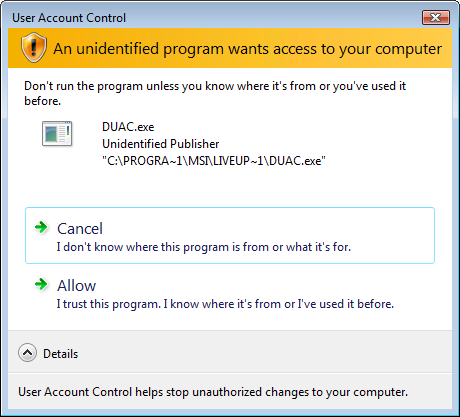 User Account Control
An unidentified program wants access to your computer
Don't run the program unless you know where it's from or you've used it
before.
DUAC.exe
Unidentified Publisher
"C:\PROGRA~1\MSI\LIVEUP~1\DUAC.exe"
Cancel
I don't know where this program is from or what it's for.
Allow
I trust this program. I know where it's from or I've used it before.
Details
User Account Control helps stop unauthorized changes to your computer.